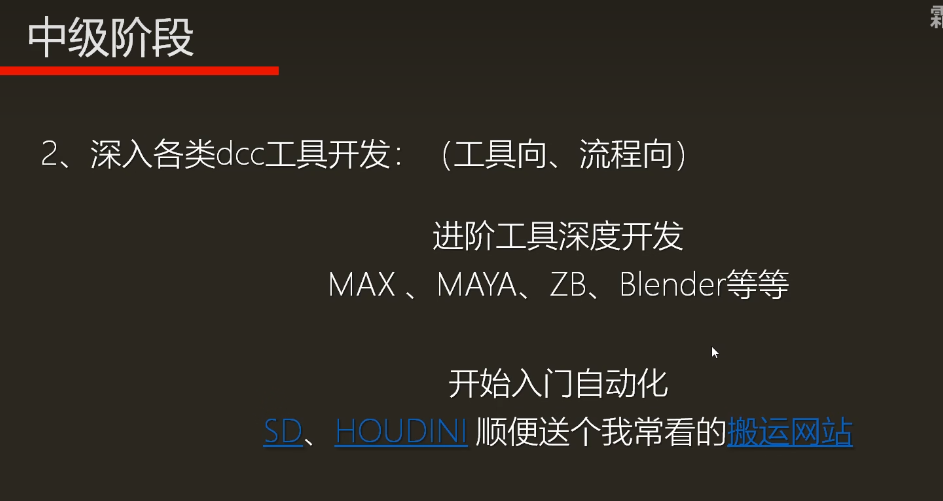 中级阶段
2、深入各类dcc工具开发：（工具向、流程向）
进阶工具深度开发
MAX 、MAYA、ZB、Blender等等
开始入门自动化
SD、HOUDINI 顺便送个我常看的搬运网站